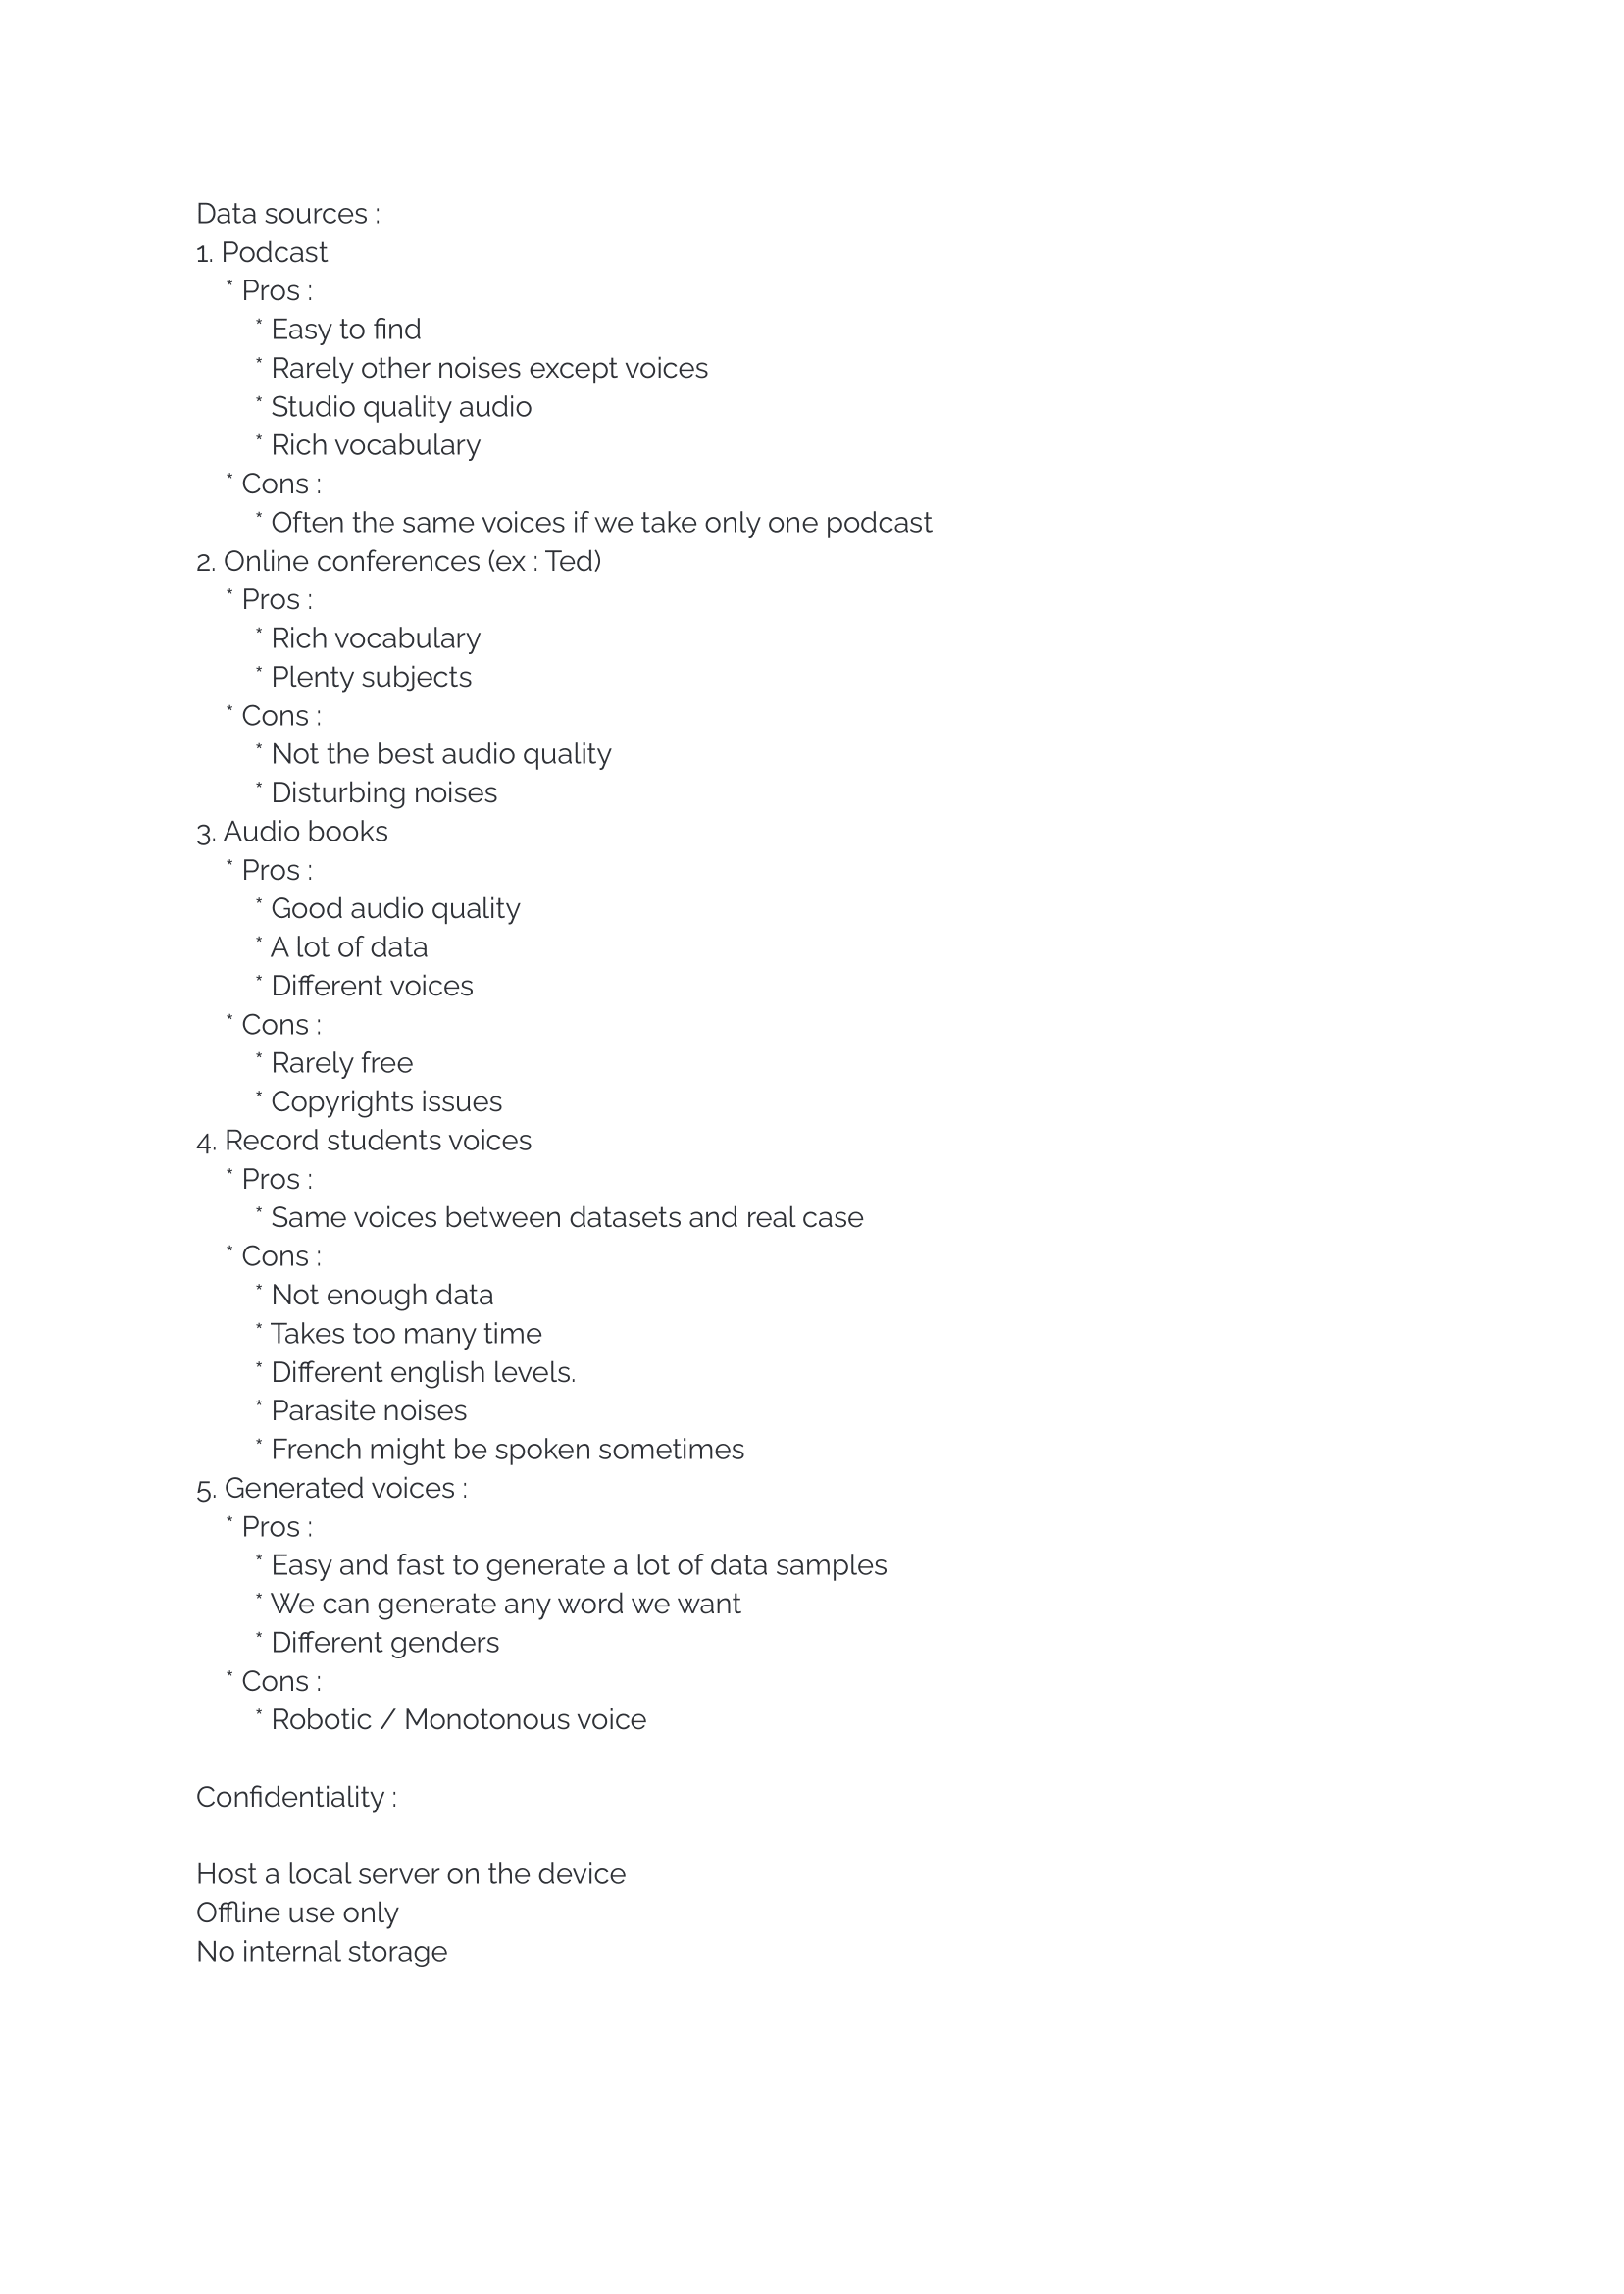 Data sources :
1. Podcast
* Pros :
* Easy to find
* Rarely other noises except voices
* Studio quality audio
* Rich vocabulary
* Cons :
* Often the same voices if we take only one podcast
2. Online conferences (ex : Ted)
* Pros :
* Rich vocabulary
* Plenty subjects
* Cons :
* Not the best audio quality
* Disturbing noises
3. Audio books
* Pros :
* Good audio quality
* A lot of data
* Different voices
* Cons :
* Rarely free
* Copyrights issues
4. Record students voices
* Pros :
* Same voices between datasets and real case
* Cons :
* Not enough data
* Takes too many time
* Different english levels.
* Parasite noises
* French might be spoken sometimes
5. Generated voices :
* Pros :
* Easy and fast to generate a lot of data samples
* We can generate any word we want
* Different genders
* Cons :
* Robotic / Monotonous voice
Confidentiality :
Host a local server on the device
Offline use only
No internal storage